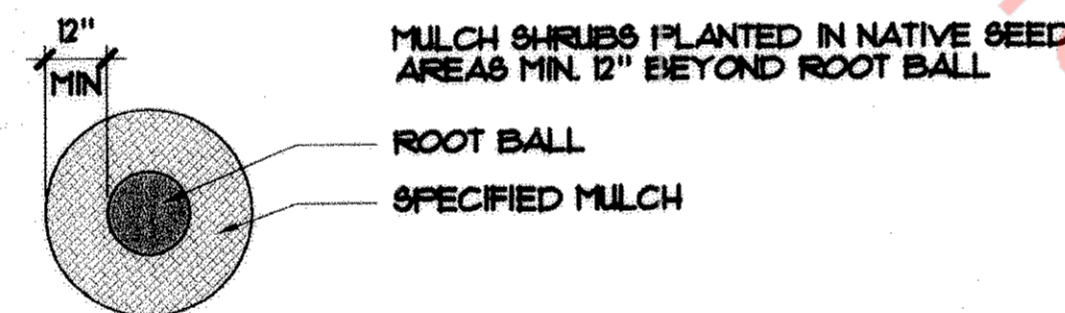 12"
MIN
MULCH SHRUBS PLANTED IN NATIVE SEED
AREAS MIN. 12" BEYOND ROOT BALL
ROOT BALL
SPECIFIED MULCH